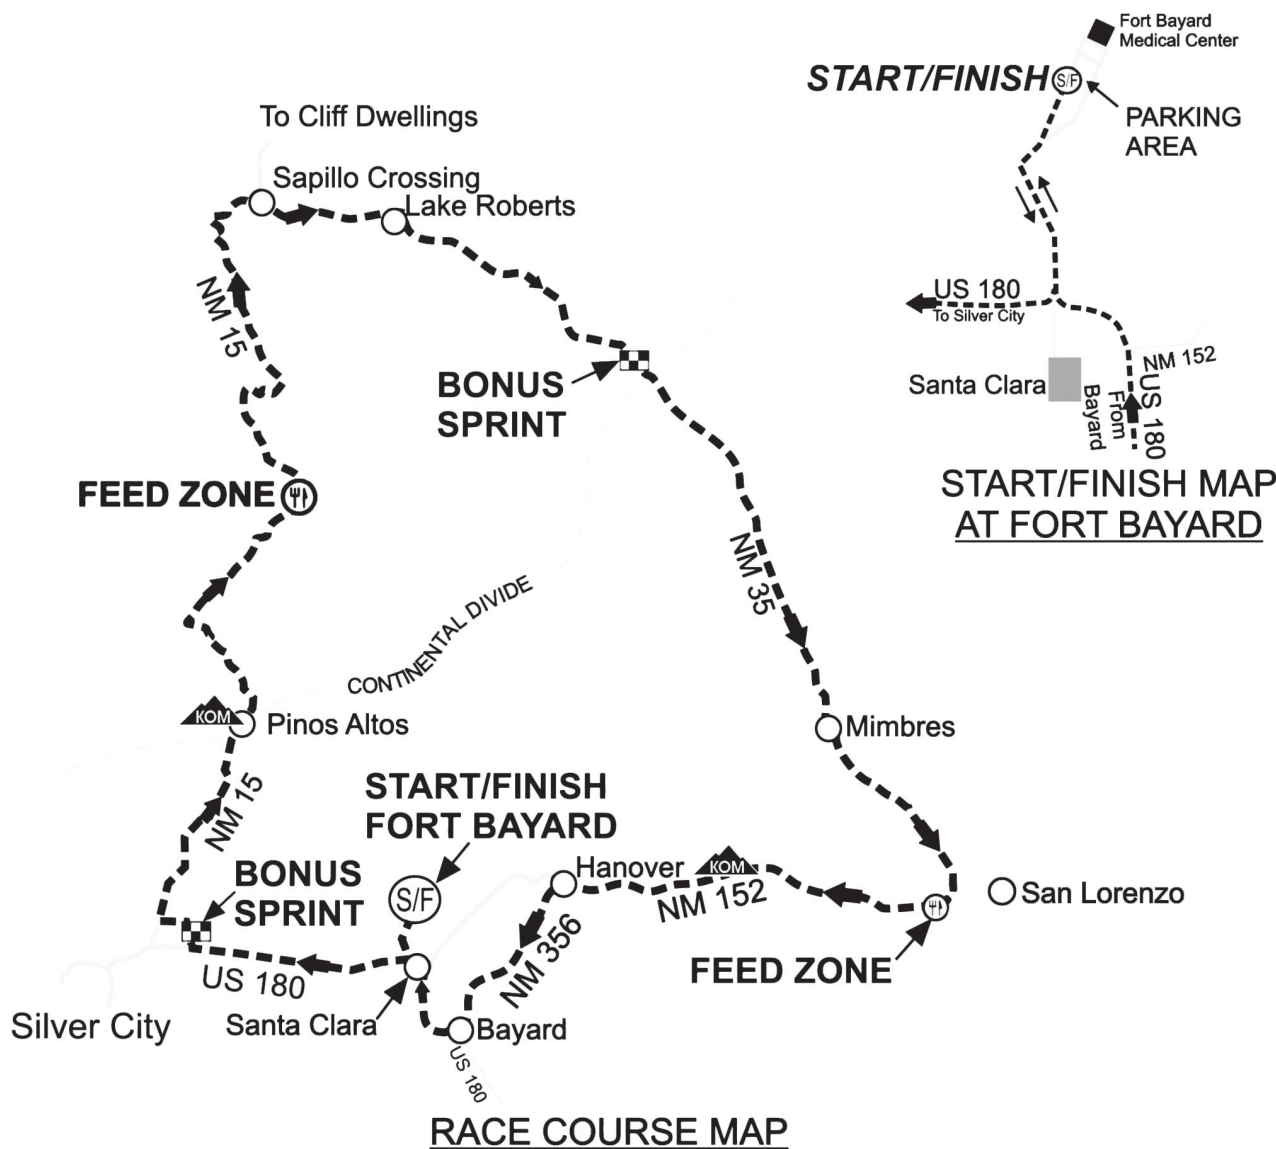 Fort Bayard
Medical Center
START/FINISH
S/F
PARKING
AREA
US 180
To Silver City
NM 152
Santa Clara
From
Bayard
US 180
START/FINISH MAP
AT FORT BAYARD
To Cliff Dwellings
Sapillo Crossing
Lake Roberts
NM 15
BONUS
SPRINT
FEED ZONE
NM 35
CONTINENTAL DIVIDE
KOM
Pinos Altos
Mimbres
NM 15
START/FINISH
FORT BAYARD
BONUS
SPRINT
S/F
Hanover
KOM
NM 152
San Lorenzo
NM 356
FEED ZONE
US 180
Silver City
Santa Clara
Bayard
US 180
RACE COURSE MAP